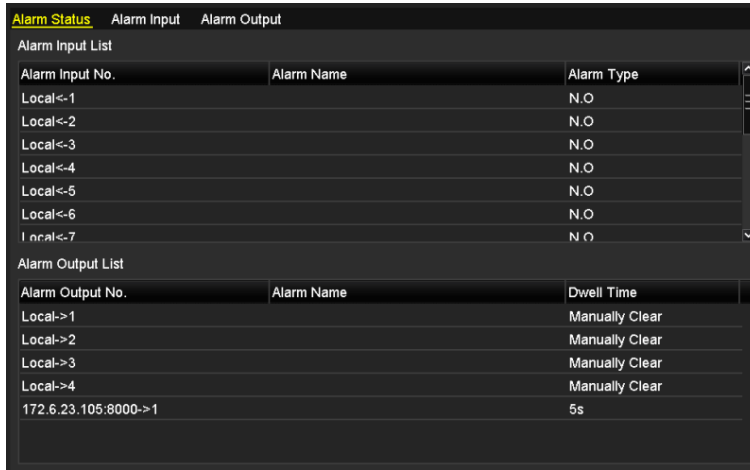 Alarm Status Alarm Input Alarm Output
Alarm Input List
Alarm Input No. Alarm Name Alarm Type
Local<-1 N.O
Local<-2 N.O
Local<-3 N.O
Local<-4 N.O
Local<-5 N.O
Local<-6 N.O
Local<-7 N.O
Alarm Output List
Alarm Output No. Alarm Name Dwell Time
Local->1 Manually Clear
Local->2 Manually Clear
Local->3 Manually Clear
Local->4 Manually Clear
172.6.23.105:8000->1 5s